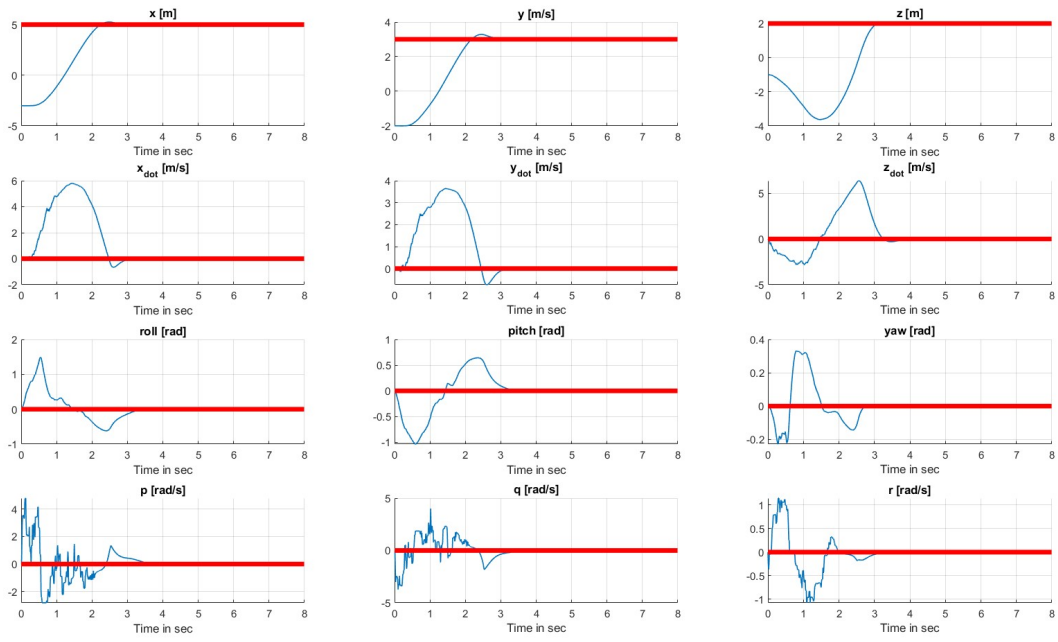 x [m]
y [m/s]
z [m]
5
0
-5
0 1 2 3 4 5 6 7 8
Time in sec
4
2
0
-2
0 1 2 3 4 5 6 7 8
Time in sec
2
0
-2
-4
0 1 2 3 4 5 6 7 8
Time in sec
x_dot [m/s]
y_dot [m/s]
z_dot [m/s]
6
4
2
0
-2
0 1 2 3 4 5 6 7 8
Time in sec
4
3
2
1
0
0 1 2 3 4 5 6 7 8
Time in sec
5
0
-5
0 1 2 3 4 5 6 7 8
Time in sec
roll [rad]
pitch [rad]
yaw [rad]
2
1
0
-1
0 1 2 3 4 5 6 7 8
Time in sec
1
0.5
0
-0.5
-1
0 1 2 3 4 5 6 7 8
Time in sec
0.4
0.2
0
-0.2
0 1 2 3 4 5 6 7 8
Time in sec
p [rad/s]
q [rad/s]
r [rad/s]
4
2
0
-2
0 1 2 3 4 5 6 7 8
Time in sec
5
0
-5
0 1 2 3 4 5 6 7 8
Time in sec
1
0.5
0
-0.5
-1
0 1 2 3 4 5 6 7 8
Time in sec